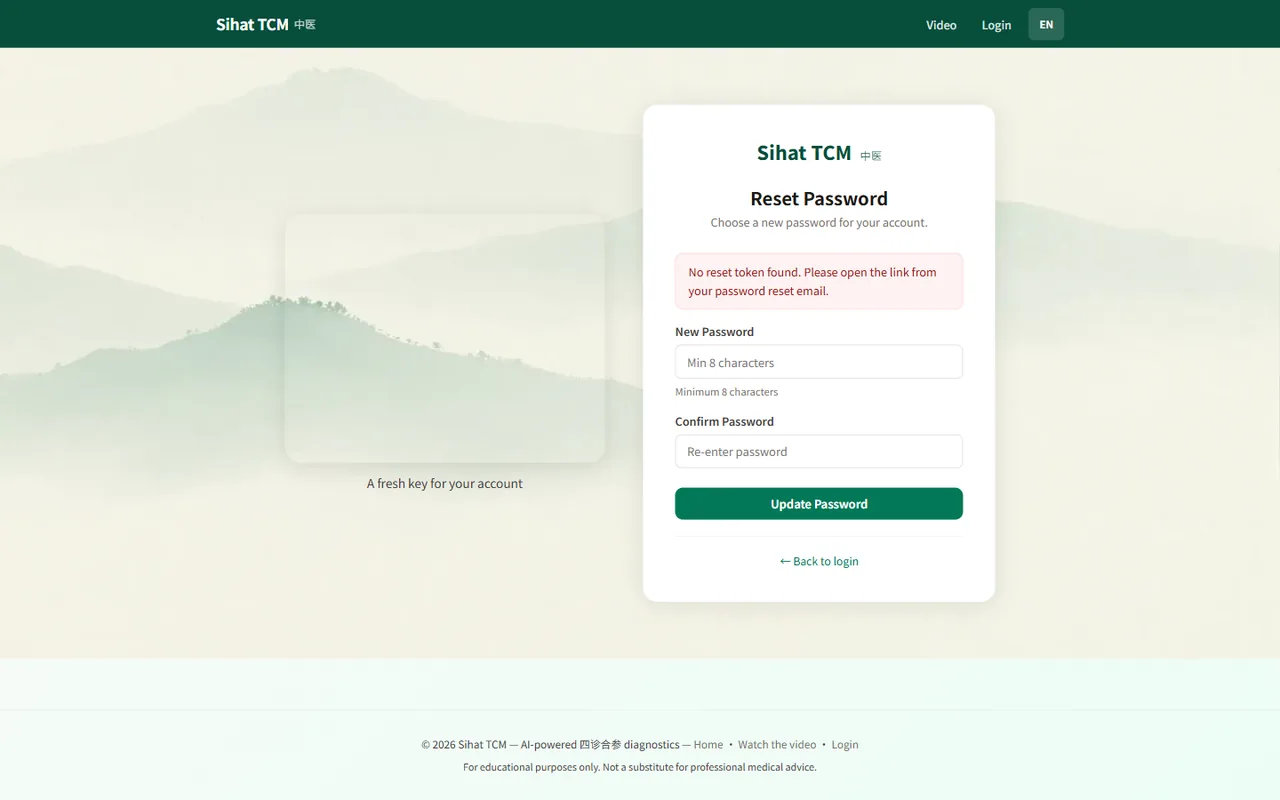 Sihat TCM 中医
Video
Login
EN
A fresh key for your account
Sihat TCM 中医
Reset Password
Choose a new password for your account.
No reset token found. Please open the link from
your password reset email.
New Password
Min 8 characters
Minimum 8 characters
Confirm Password
Re-enter password
Update Password
← Back to login
© 2026 Sihat TCM — AI-powered 四诊合参 diagnostics — Home • Watch the video • Login
For educational purposes only. Not a substitute for professional medical advice.